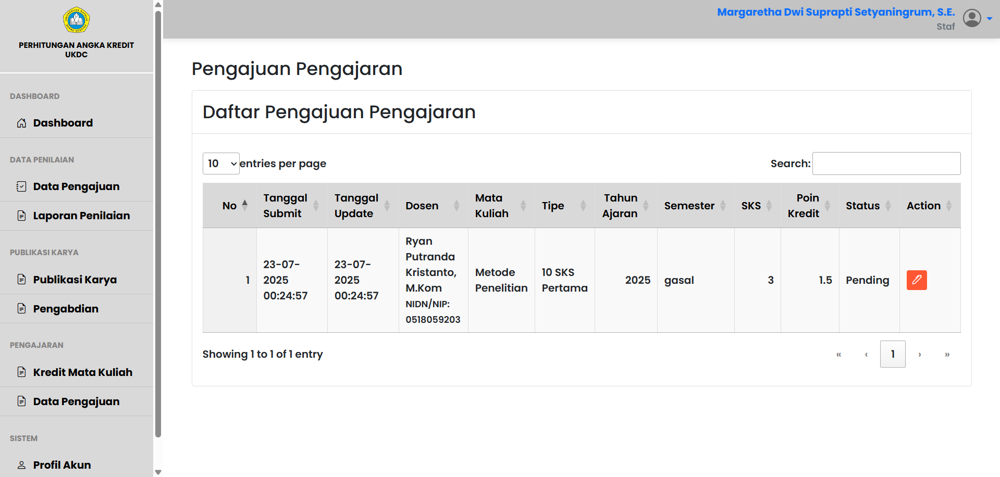 PERHITUNGAN ANGKA KREDIT
UKDC
Margaretha Dwi Suprapti Setyaningrum, S.E.
Staf
DASHBOARD
Dashboard
DATA PENILAIAN
Data Pengajuan
Laporan Penilaian
PUBLIKASI KARYA
Publikasi Karya
Pengabdian
PENGAJARAN
Kredit Mata Kuliah
Data Pengajuan
SISTEM
Profil Akun
Pengajuan Pengajaran
Daftar Pengajuan Pengajaran
10 entries per page
Search:
No
Tanggal
Submit
Tanggal
Update
Dosen
Mata
Kuliah
Tipe
Tahun
Ajaran
Semester
SKS
Poin
Kredit
Status
Action
1
23-07-
2025
00:24:57
23-07-
2025
00:24:57
Ryan
Putranda
Kristanto,
M.Kom
NIDN/NIP:
0518059203
Metode
Penelitian
10 SKS
Pertama
2025
gasal
3
1.5
Pending
Showing 1 to 1 of 1 entry
« ‹ 1 › »